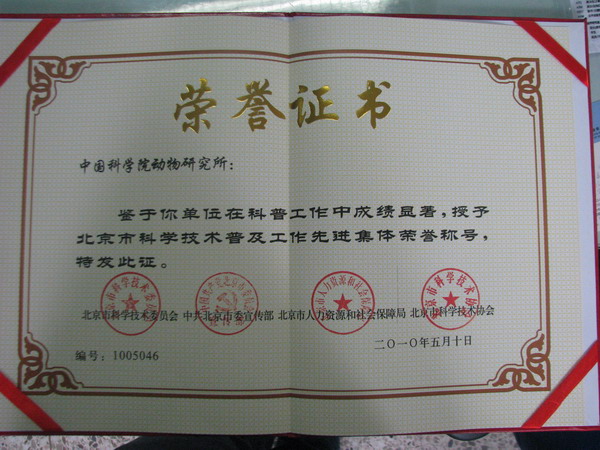 荣誉证书
中国科学院动物研究所：
鉴于你单位在科普工作中成绩显著，授予
北京市科学技术普及工作先进集体荣誉称号，
特发此证。
北京市科学技术委员会 中共北京市委宣传部 北京市人力资源和社会保障局 北京市科学技术协会
二〇一〇年五月十日
编号：1005046